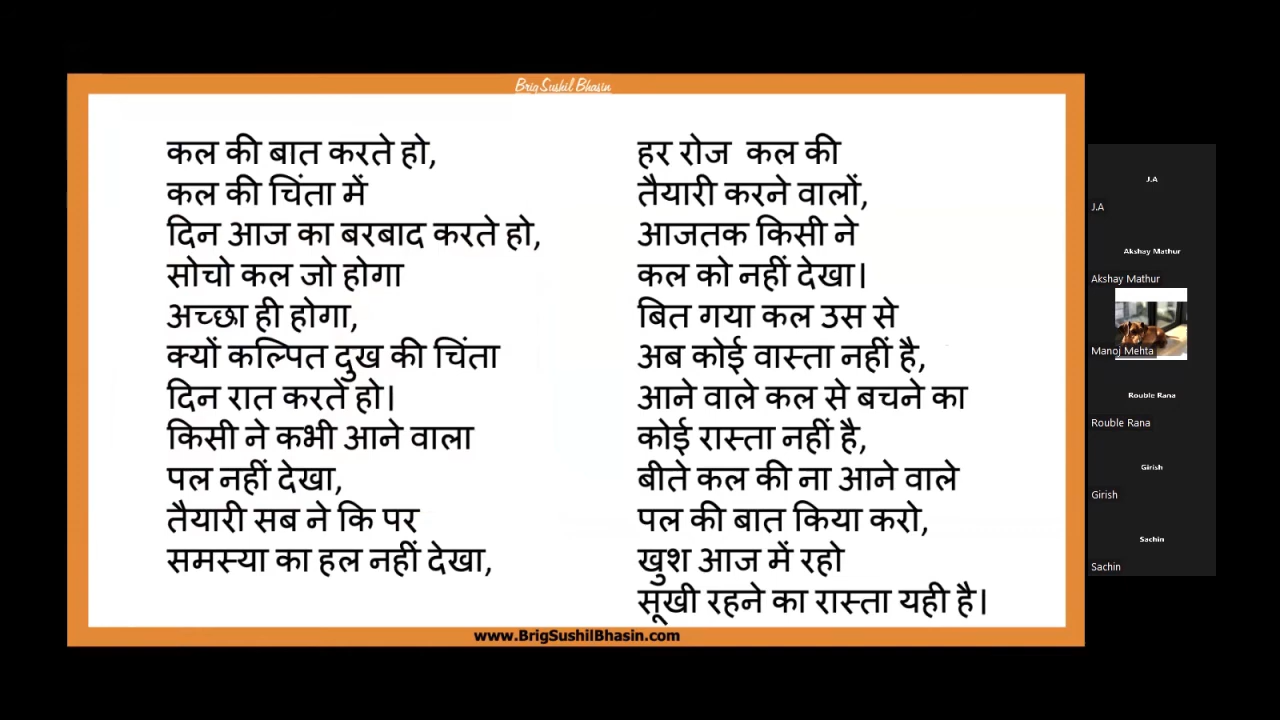 Brig Sushil Bhasin
कल की बात करते हो,
कल की चिंता में
दिन आज का बरबाद करते हो,
सोचो कल जो होगा
अच्छा ही होगा,
क्यों कल्पित दुख की चिंता
दिन रात करते हो।
किसी ने कभी आने वाला
पल नहीं देखा,
तैयारी सब ने कि पर
समस्या का हल नहीं देखा,
हर रोज कल की
तैयारी करने वालों,
आजतक किसी ने
कल को नहीं देखा।
बित गया कल उस से
अब कोई वास्ता नहीं है,
आने वाले कल से बचने का
कोई रास्ता नहीं है,
बीते कल की ना आने वाले
पल की बात किया करो,
खुश आज में रहो
सूखी रहने का रास्ता यही है।
www.BrigSushilBhasin.com
J.A
J.A
Akshay Mathur
Akshay Mathur
Manoj Mehta
Rouble Rana
Rouble Rana
Girish
Girish
Sachin
Sachin